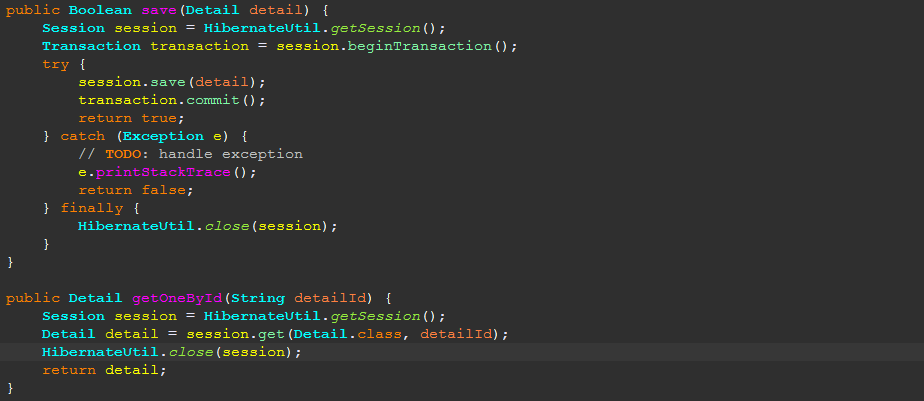 public Boolean save(Detail detail) {
    Session session = HibernateUtil.getSession();
    Transaction transaction = session.beginTransaction();
    try {
        session.save(detail);
        transaction.commit();
        return true;
    } catch (Exception e) {
        // TODO: handle exception
        e.printStackTrace();
        return false;
    } finally {
        HibernateUtil.close(session);
    }
}

public Detail getOneById(String detailId) {
    Session session = HibernateUtil.getSession();
    Detail detail = session.get(Detail.class, detailId);
    HibernateUtil.close(session);
    return detail;
}